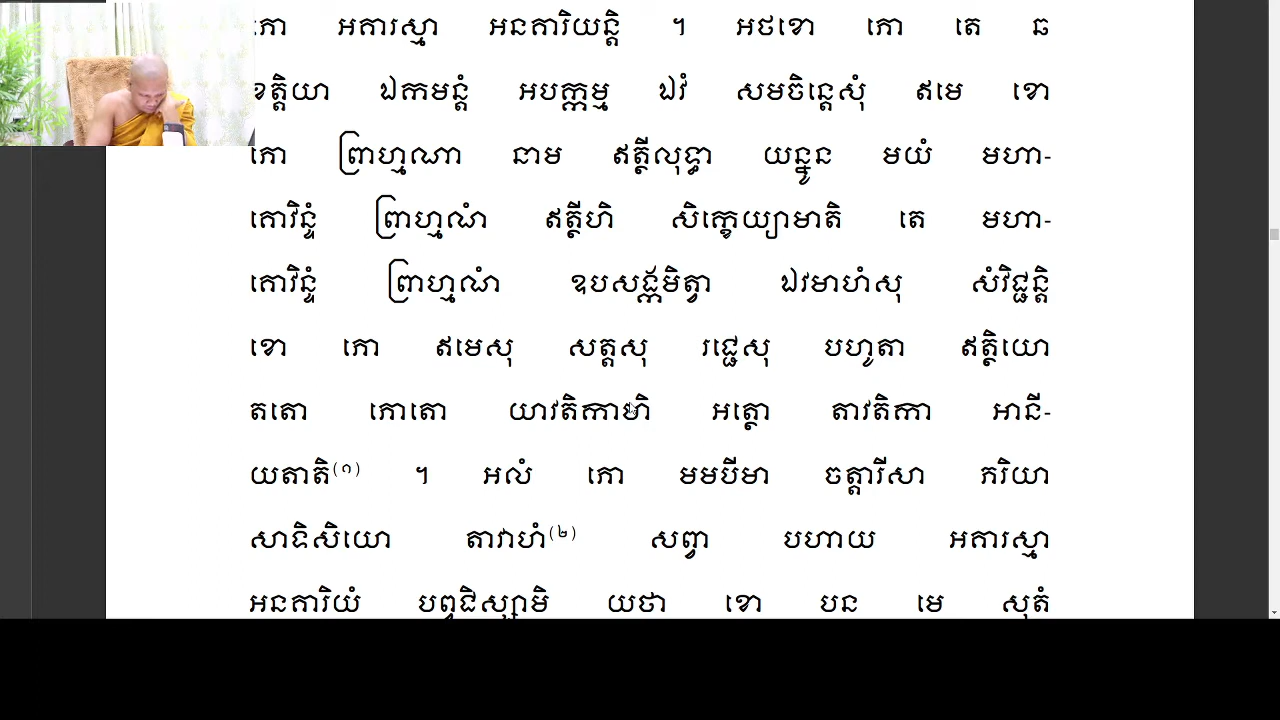 ភោ អគារស្មា អនគារិយន្តិ ។ អថខោ ភោ តេ ឆ
ខត្តិយា ឯកមន្តំ អបក្កម្ម ឯវំ សមចិន្តេសុំ ឥមេ ខោ
ភោ ព្រាហ្មណា នាម ឥត្ថីលុទ្ធា យន្នូន មយំ មហា-
គោវិន្ទំ ព្រាហ្មណំ ឥត្ថីហិ សិក្ខេយ្យាមាតិ តេ មហា-
គោវិន្ទំ ព្រាហ្មណំ ឧបសង្កមិត្វា ឯវមាហំសុ សំវិជ្ជន្តិ
ខោ ភោ ឥមេសុ សត្តសុ រជ្ជេសុ បហូតា ឥត្ថិយោ
តតោ ភោតោ យាវតិកាហិ អត្ថោ តាវតិកា អានី-
យតាតិ(១) ។ អលំ ភោ មមបីមា ចត្តារីសា ភរិយា
សាទិសិយោ តាវាហំ(២) សព្វា បហាយ អគារស្មា
អនគារិយំ បព្វជិស្សាមិ យថា ខោ បន មេ សុតំ